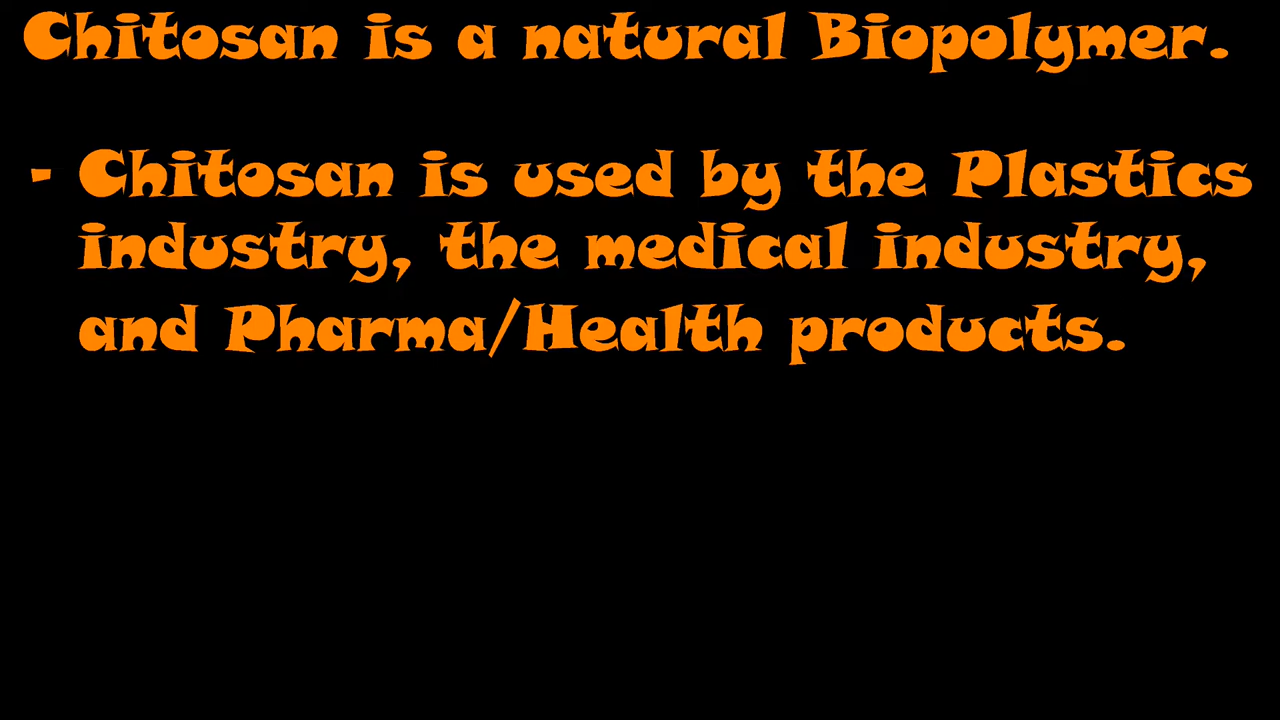 Chitosan is a natural Biopolymer.
- Chitosan is used by the Plastics
industry, the medical industry,
and Pharma/Health products.